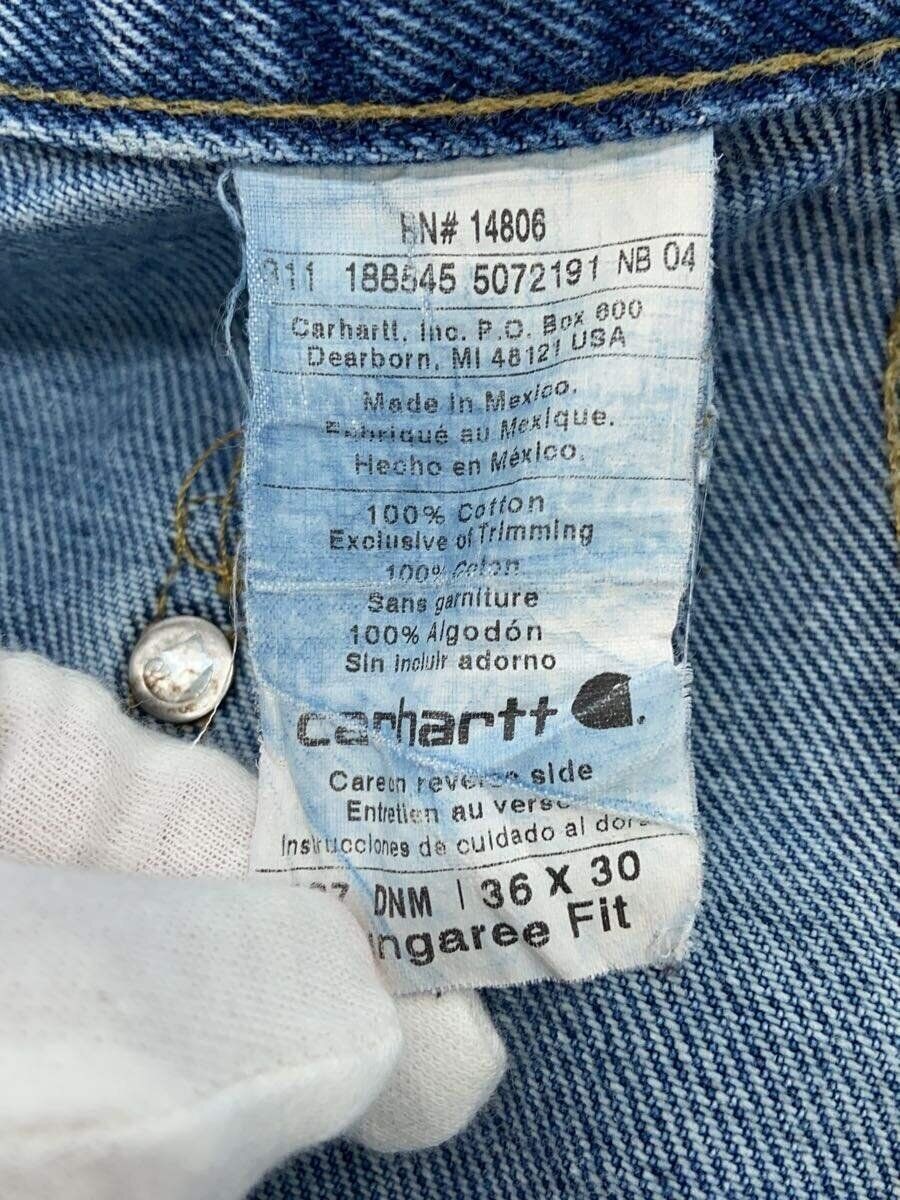 RN# 14806
911 188545 5072191 NB 04
Carhartt, Inc. P.O. Box 600
Dearborn, MI 48121 USA
Made in Mexico.
Fabriqué au Mexique.
Hecho en México.
100% Cotton
Exclusive of Trimming
100% Coton
Sans garniture
100% Algodón
Sin incluir adorno
carhartt
Care on reverse side
Entretien au verso
Instrucciones de cuidado al dorso
DNM 36 X 30
Fit